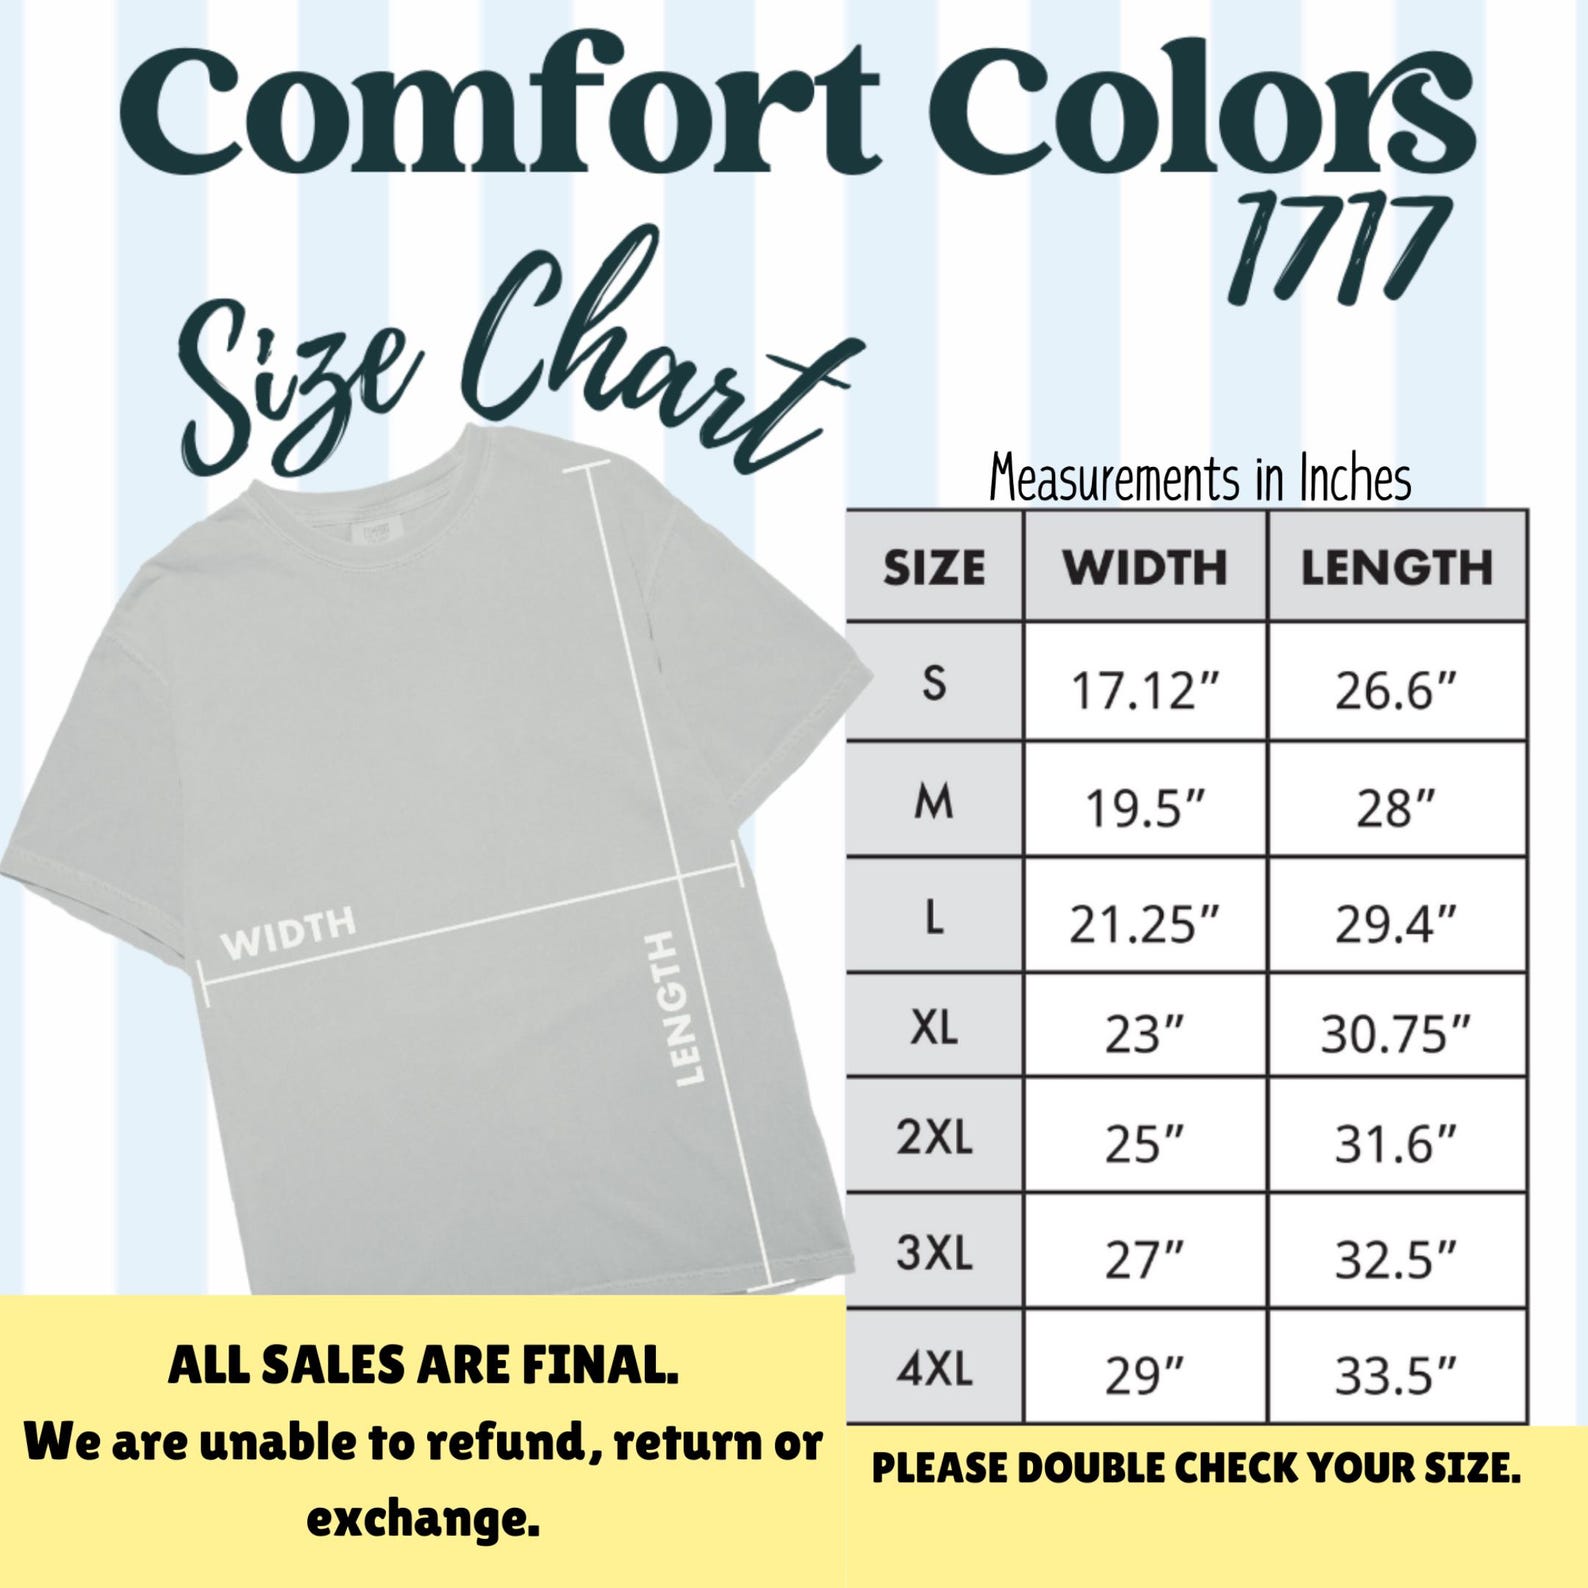 Comfort Colors
1717
Size Chart
Measurements in Inches
SIZE WIDTH LENGTH
S 17.12” 26.6”
M 19.5” 28”
L 21.25” 29.4”
XL 23” 30.75”
2XL 25” 31.6”
3XL 27” 32.5”
4XL 29” 33.5”
WIDTH
LENGTH
ALL SALES ARE FINAL.
We are unable to refund, return or
exchange.
PLEASE DOUBLE CHECK YOUR SIZE.